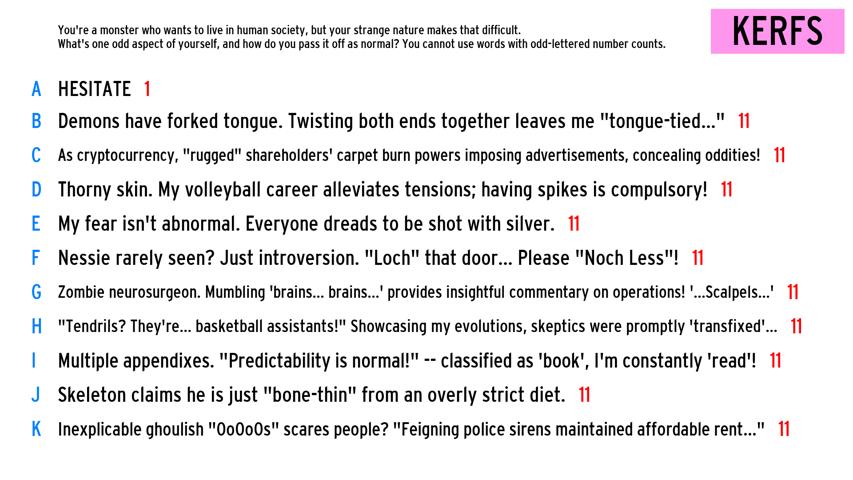 You're a monster who wants to live in human society, but your strange nature makes that difficult.
What's one odd aspect of yourself, and how do you pass it off as normal? You cannot use words with odd-lettered number counts.
KERFS
A HESITATE 1
B Demons have forked tongue. Twisting both ends together leaves me "tongue-tied..." 11
C As cryptocurrency, "rugged" shareholders' carpet burn powers imposing advertisements, concealing oddities! 11
D Thorny skin. My volleyball career alleviates tensions; having spikes is compulsory! 11
E My fear isn't abnormal. Everyone dreads to be shot with silver. 11
F Nessie rarely seen? Just introversion. "Loch" that door... Please "Noch Less"! 11
G Zombie neurosurgeon. Mumbling 'brains... brains...' provides insightful commentary on operations! '...Scalpels...' 11
H "Tendrils? They're... basketball assistants!" Showcasing my evolutions, skeptics were promptly 'transfixed'... 11
I Multiple appendixes. "Predictability is normal!" -- classified as 'book', I'm constantly 'read'! 11
J Skeleton claims he is just "bone-thin" from an overly strict diet. 11
K Inexplicable ghoulish "OoOoOs" scares people? "Feigning police sirens maintained affordable rent..." 11